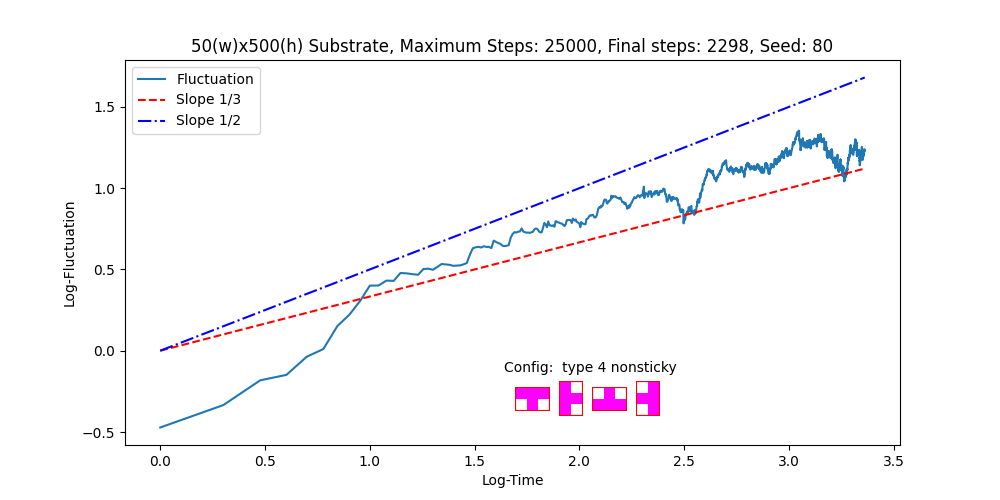 50(w)x500(h) Substrate, Maximum Steps: 25000, Final steps: 2298, Seed: 80
Fluctuation
Slope 1/3
Slope 1/2
1.5
1.0
0.5
0.0
−0.5
Log-Fluctuation
Config:  type 4 nonsticky
0.0 0.5 1.0 1.5 2.0 2.5 3.0 3.5
Log-Time